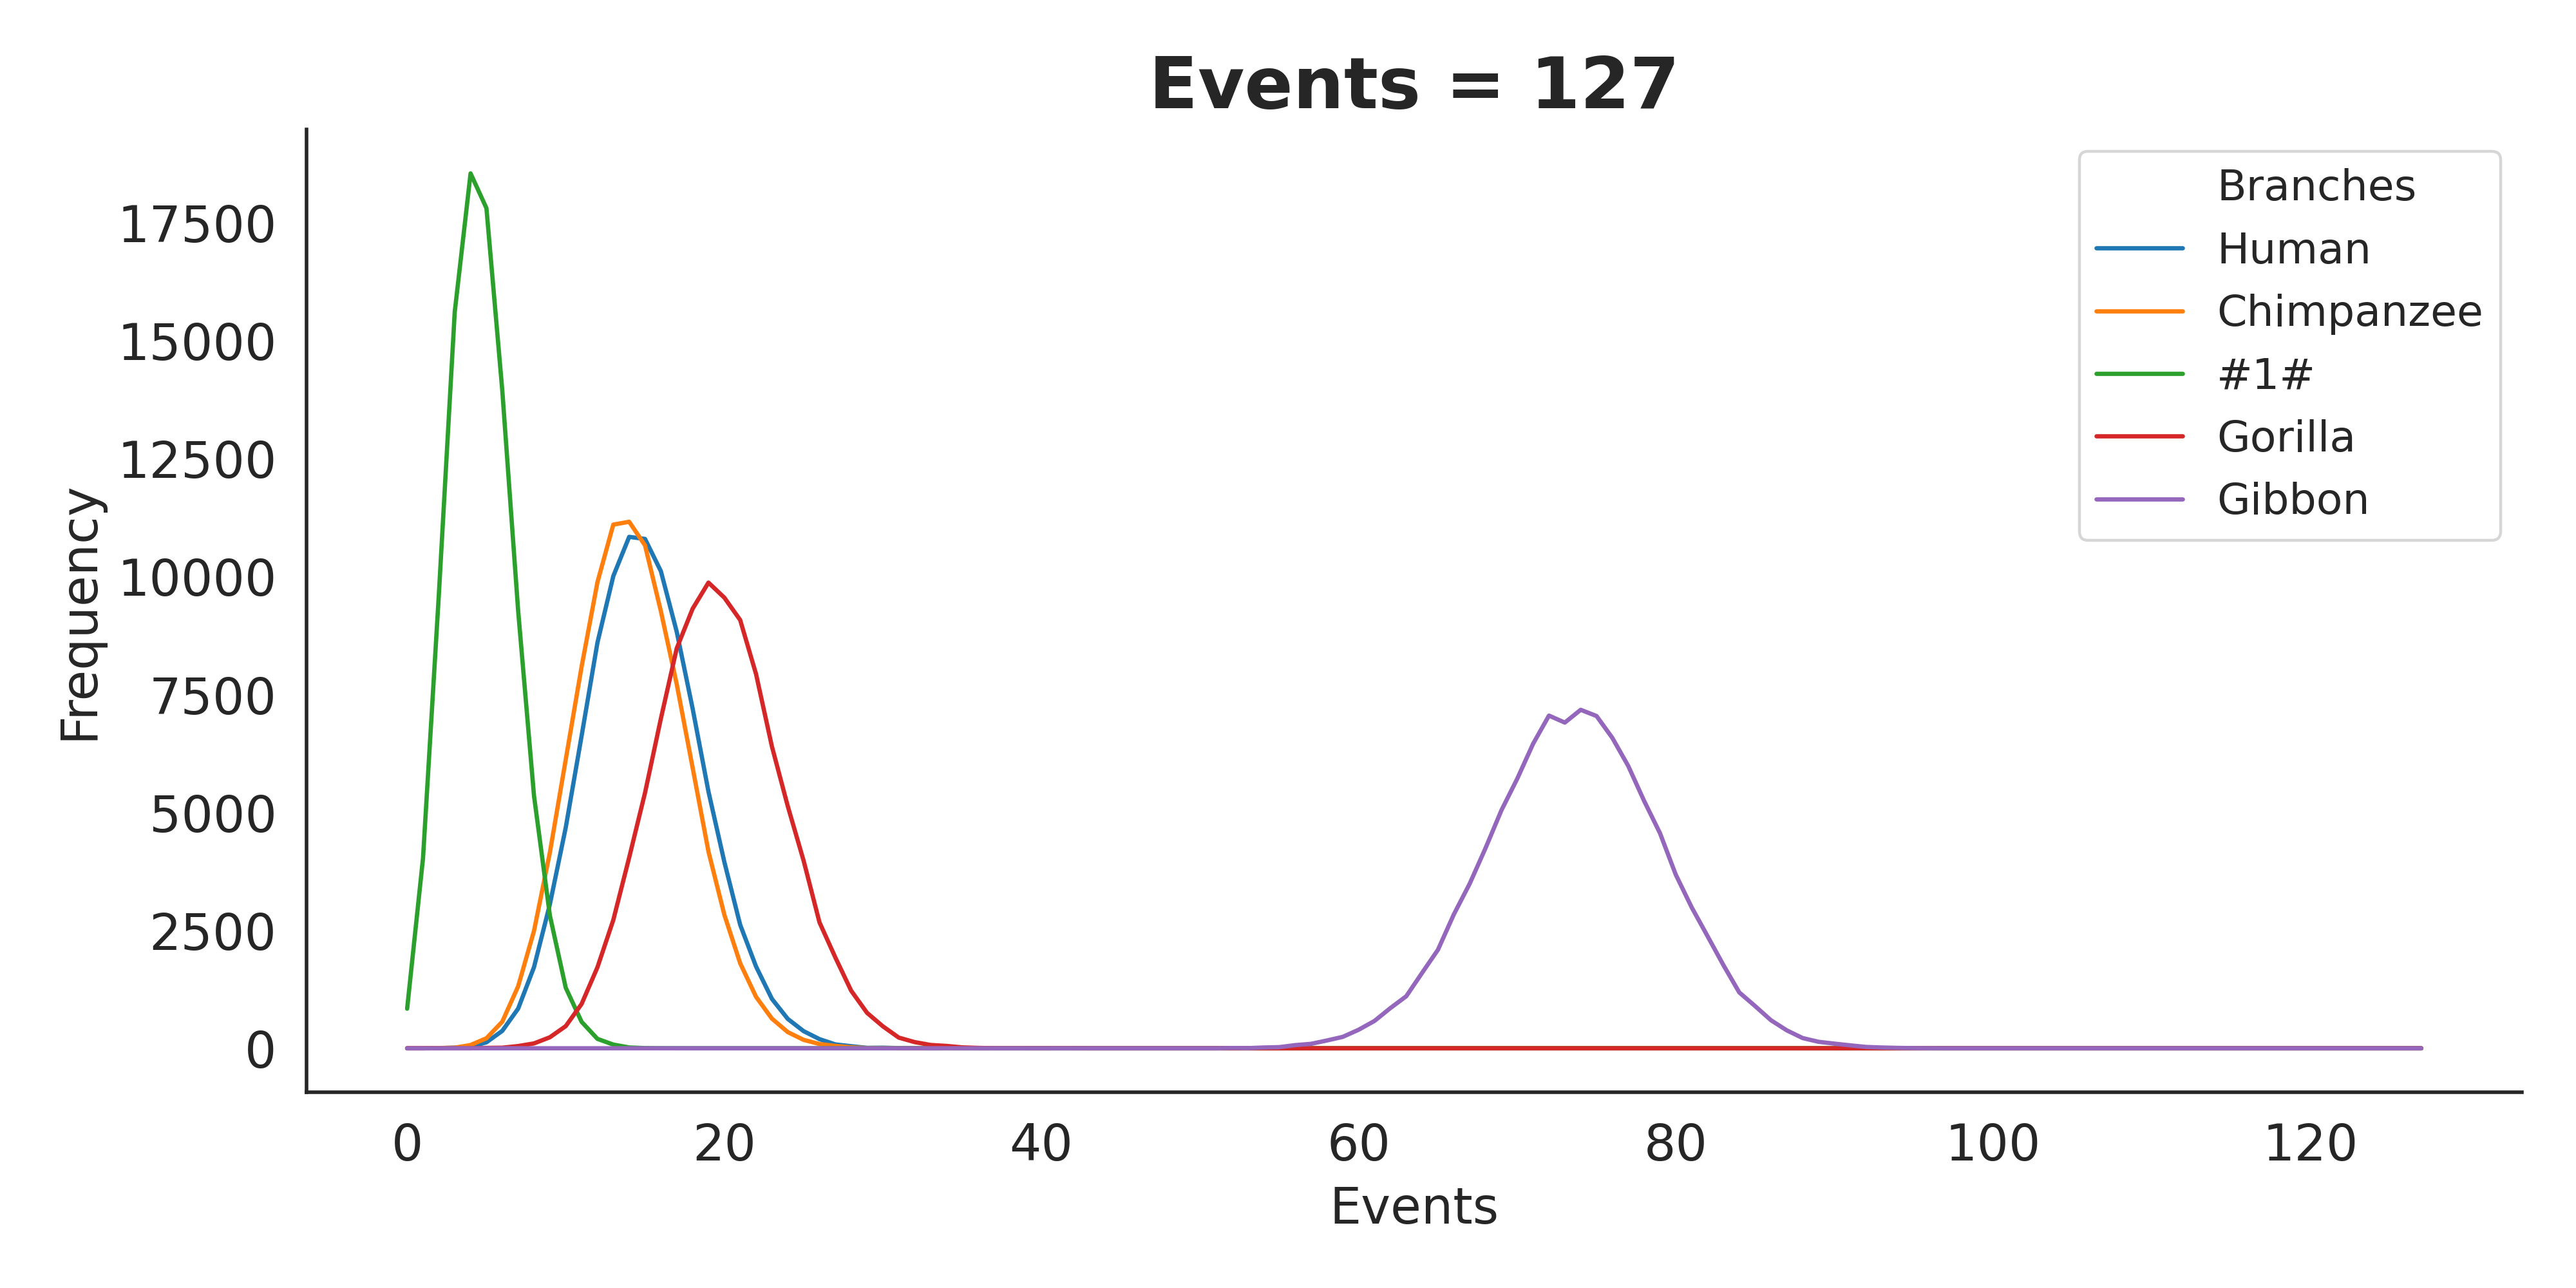 Events = 127
Branches
Human
Chimpanzee
#1#
Gorilla
Gibbon
Frequency
17500
15000
12500
10000
7500
5000
2500
0
0 20 40 60 80 100 120
Events